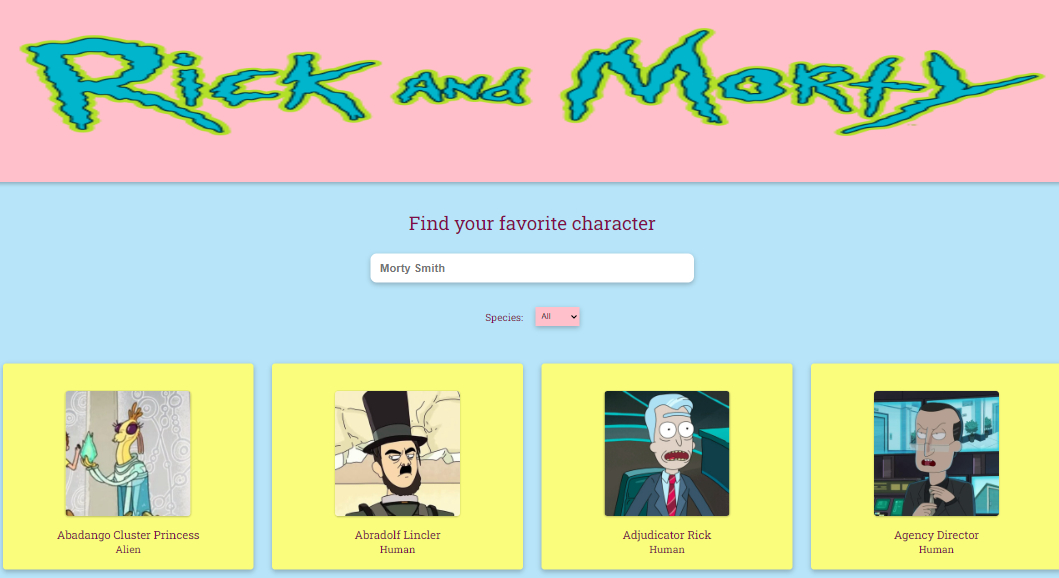 Rick and Morty
Find your favorite character
Morty Smith
Species: All
Abadango Cluster Princess
Alien
Abradolf Lincler
Human
Adjudicator Rick
Human
Agency Director
Human